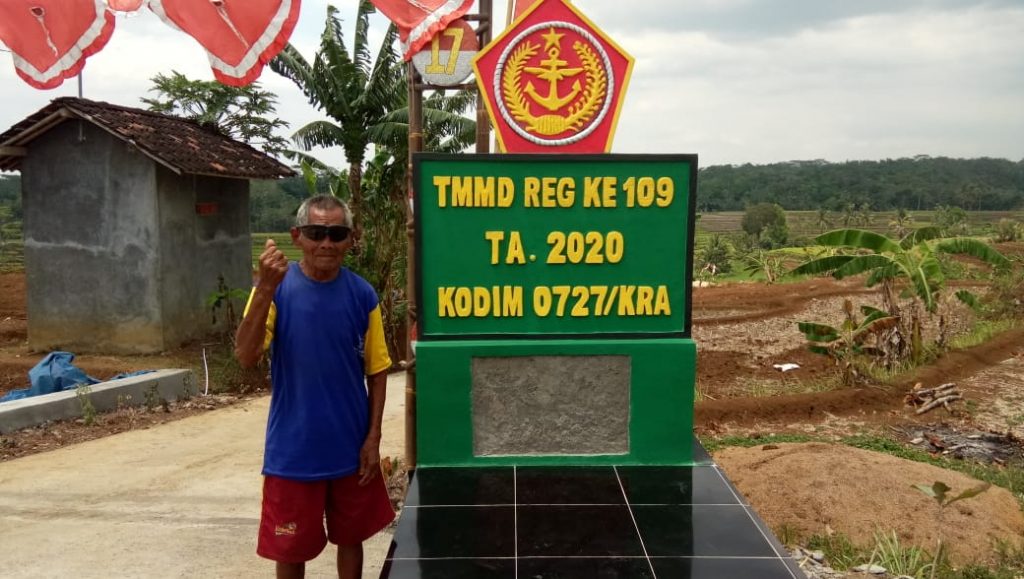 17
TMMD REG KE 109
TA. 2020
KODIM 0727/KRA